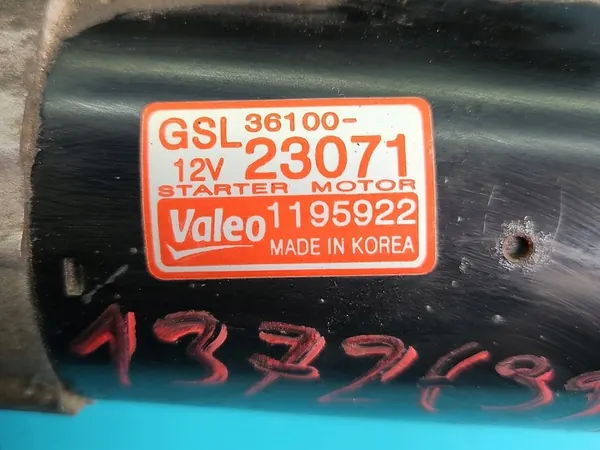 GSL 36100-
12V 23071
STARTER MOTOR
Valeo 1195922
MADE IN KOREA